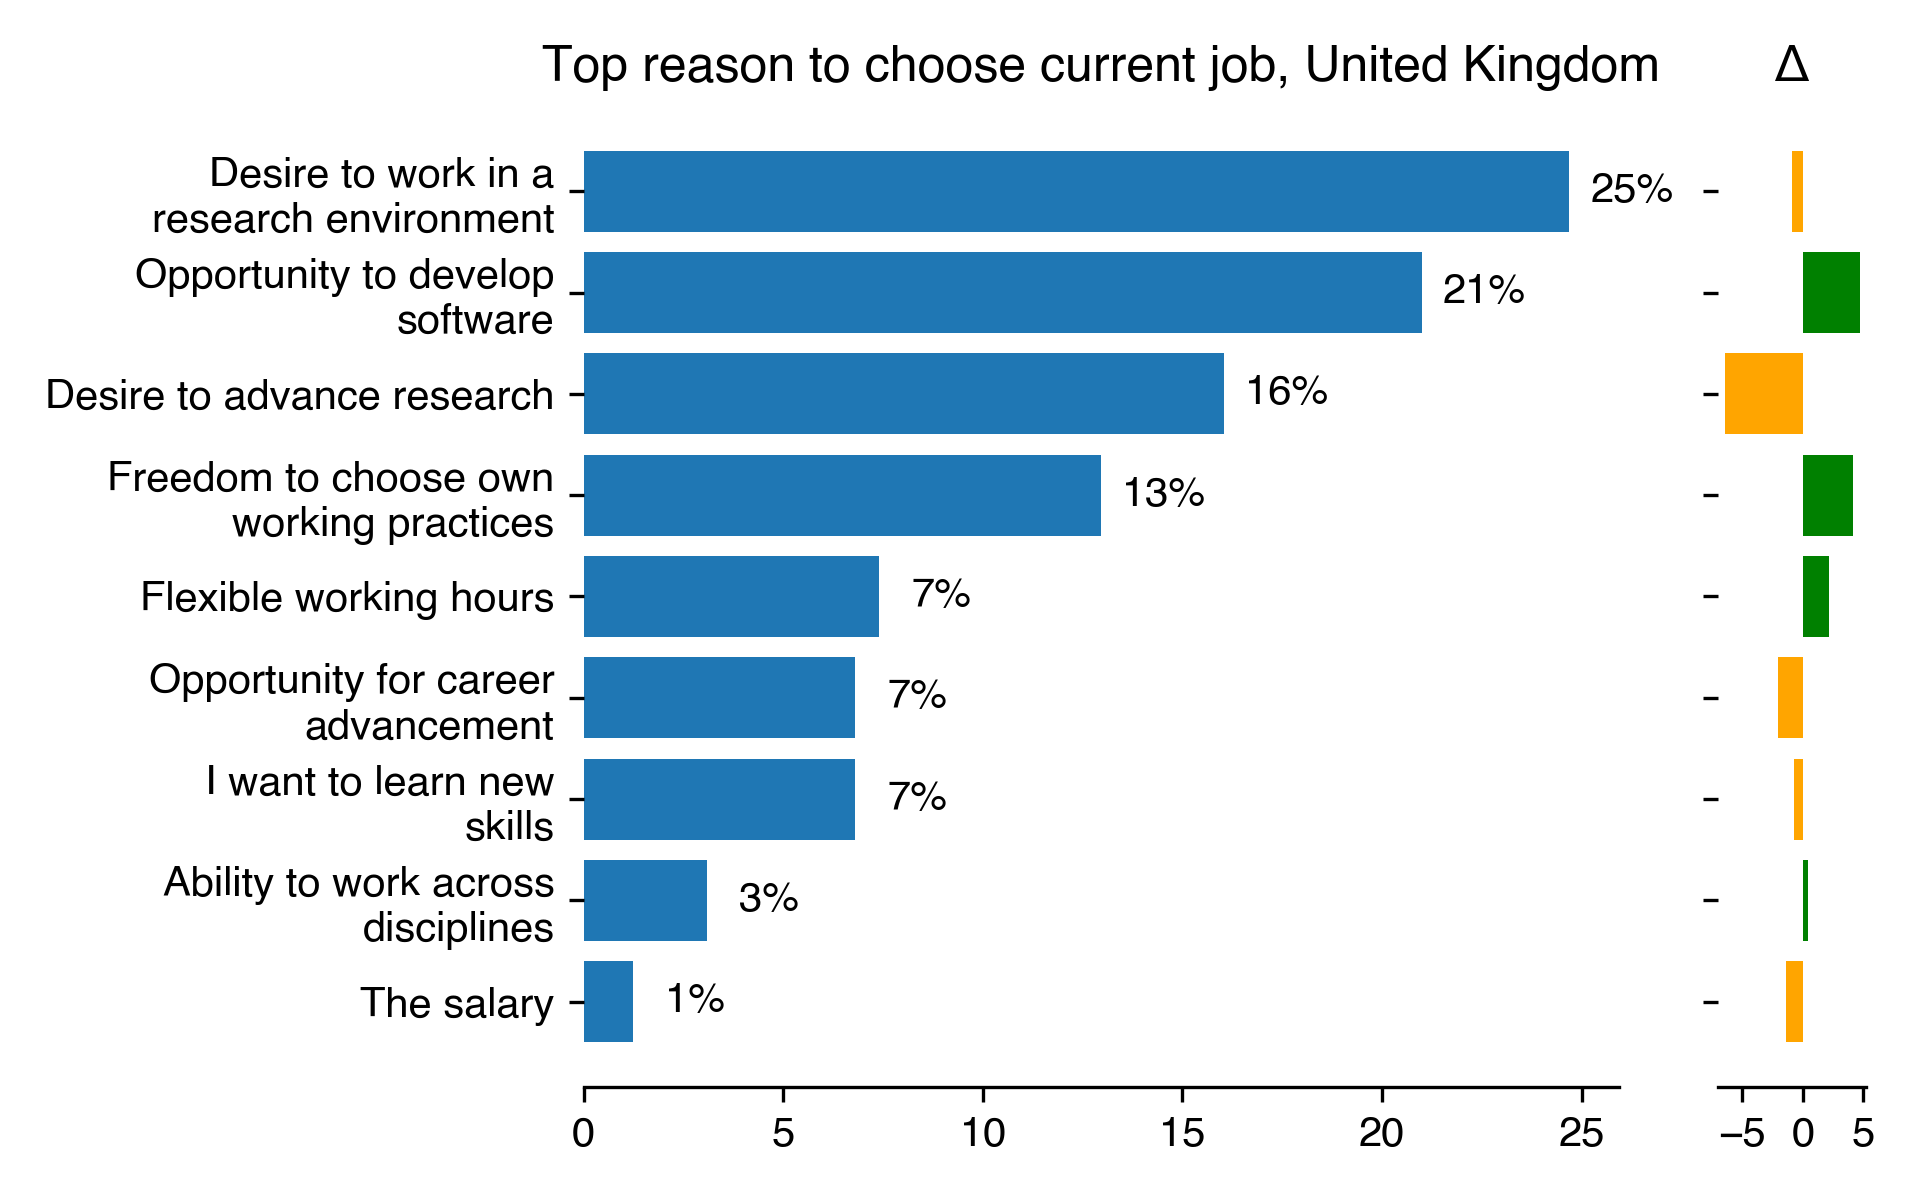 Top reason to choose current job, United Kingdom
Δ
Desire to work in a
research environment
25%
Opportunity to develop
software
21%
Desire to advance research
16%
Freedom to choose own
working practices
13%
Flexible working hours
7%
Opportunity for career
advancement
7%
I want to learn new
skills
7%
Ability to work across
disciplines
3%
The salary
1%
0 5 10 15 20 25
−5 0 5